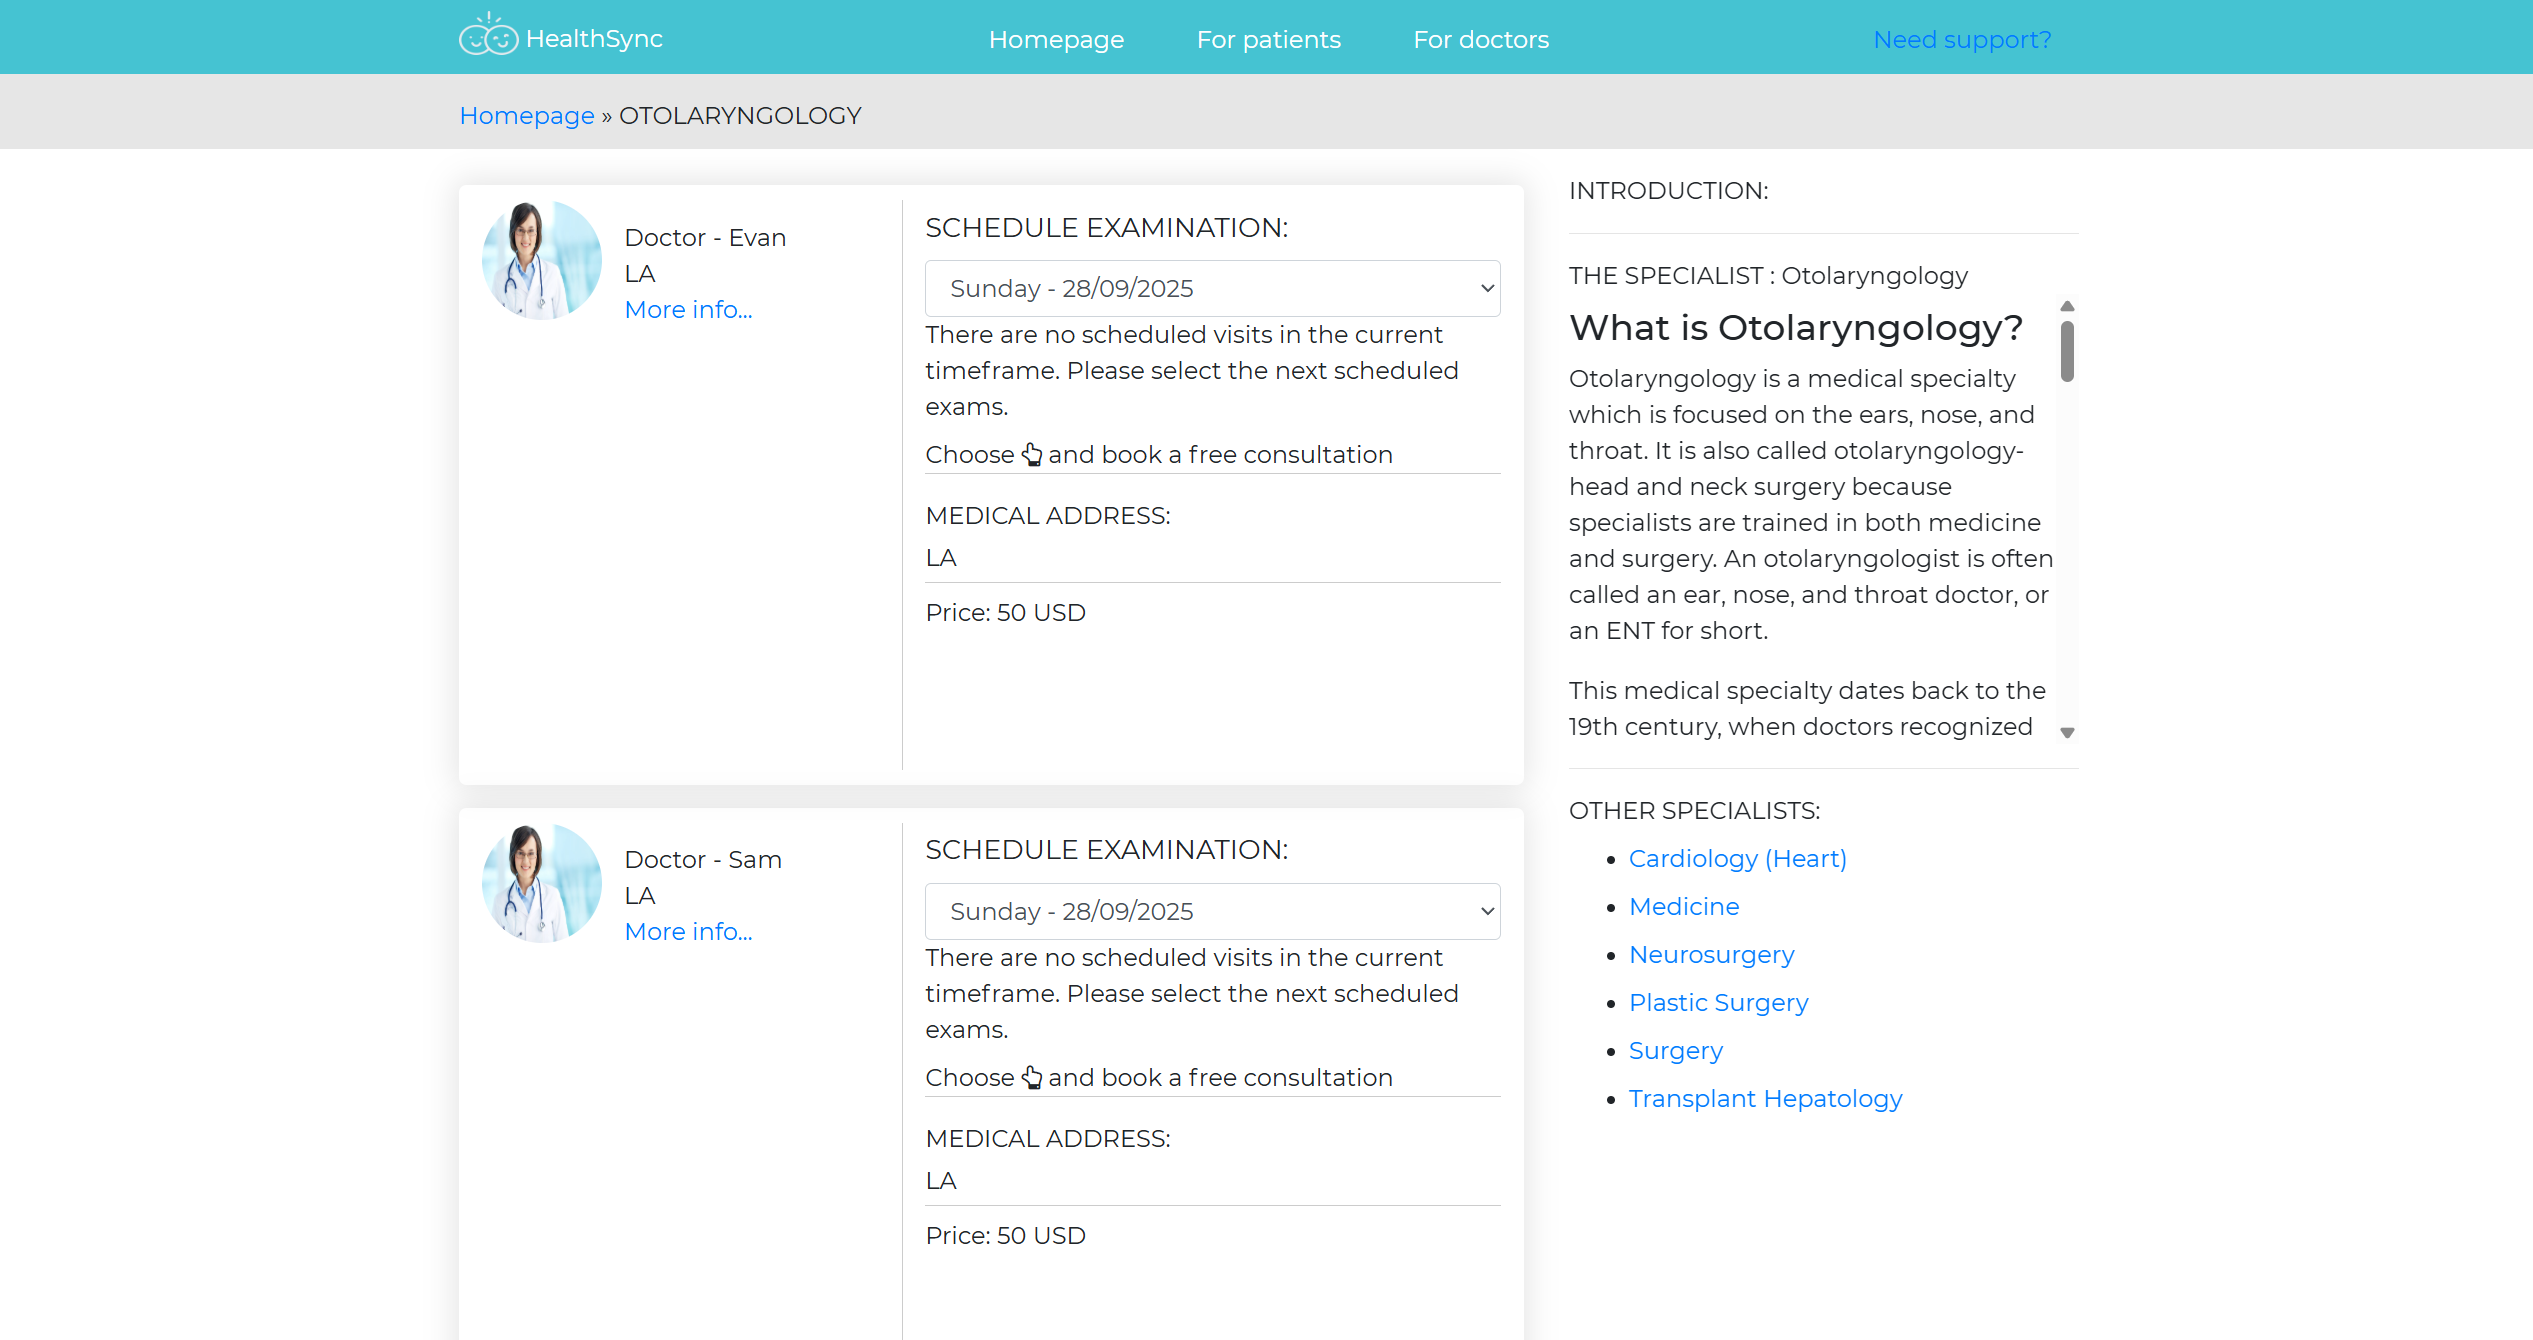 HealthSync
Homepage
For patients
For doctors
Need support?
Homepage » OTOLARYNGOLOGY
Doctor - Evan
LA
More info...
SCHEDULE EXAMINATION:
Sunday - 28/09/2025
There are no scheduled visits in the current
timeframe. Please select the next scheduled
exams.
Choose and book a free consultation
MEDICAL ADDRESS:
LA
Price: 50 USD
Doctor - Sam
LA
More info...
SCHEDULE EXAMINATION:
Sunday - 28/09/2025
There are no scheduled visits in the current
timeframe. Please select the next scheduled
exams.
Choose and book a free consultation
MEDICAL ADDRESS:
LA
Price: 50 USD
INTRODUCTION:
THE SPECIALIST : Otolaryngology
What is Otolaryngology?
Otolaryngology is a medical specialty
which is focused on the ears, nose, and
throat. It is also called otolaryngology-
head and neck surgery because
specialists are trained in both medicine
and surgery. An otolaryngologist is often
called an ear, nose, and throat doctor, or
an ENT for short.
This medical specialty dates back to the
19th century, when doctors recognized
OTHER SPECIALISTS:
Cardiology (Heart)
Medicine
Neurosurgery
Plastic Surgery
Surgery
Transplant Hepatology